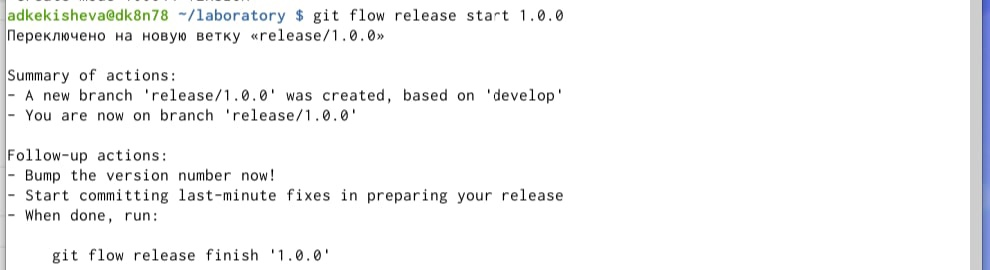 adkekisheva@dk8n78 ~/laboratory $ git flow release start 1.0.0
Переключено на новую ветку «release/1.0.0»
Summary of actions:
- A new branch 'release/1.0.0' was created, based on 'develop'
- You are now on branch 'release/1.0.0'
Follow-up actions:
- Bump the version number now!
- Start committing last-minute fixes in preparing your release
- When done, run:
git flow release finish '1.0.0'